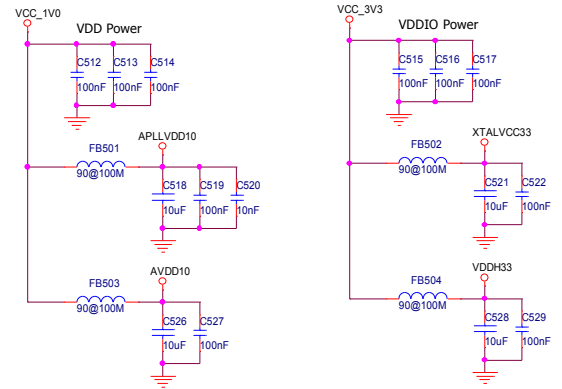 VCC_1V0
VDD Power
C512
C513
C514
100nF
100nF
100nF
APLLVDD10
FB501
90@100M
C518
C519
C520
10uF
100nF
10nF
AVDD10
FB503
90@100M
C526
C527
10uF
100nF
VCC_3V3
VDDIO Power
C515
C516
C517
100nF
100nF
100nF
XTALVCC33
FB502
90@100M
C521
C522
10uF
100nF
VDDH33
FB504
90@100M
C528
C529
10uF
100nF